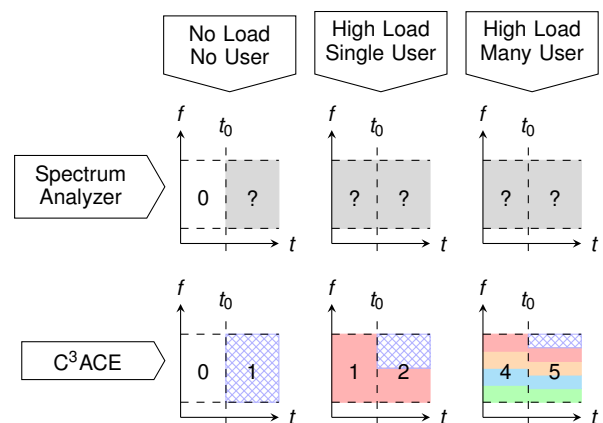 No Load
No User
High Load
Single User
High Load
Many User
Spectrum
Analyzer
f
t₀
0
?
t
f
t₀
?
?
t
f
t₀
?
?
t
C³ACE
f
t₀
0
1
t
f
t₀
1
2
t
f
t₀
4
5
t